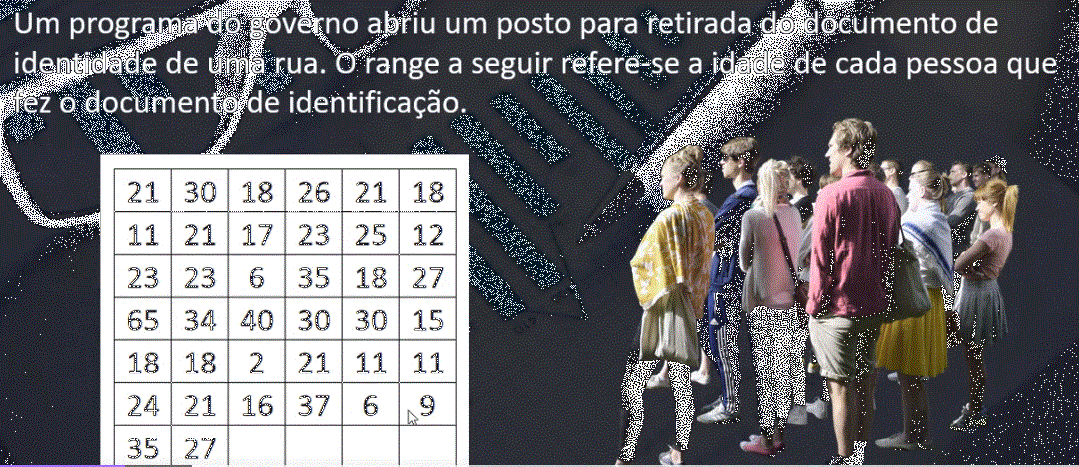 Um programa do governo abriu um posto para retirada do documento de
identidade de uma rua. O range a seguir refere-se a idade de cada pessoa que
fez o documento de identificação.
21 30 18 26 21 18
11 21 17 23 25 12
23 23 6 35 18 27
65 34 40 30 30 15
18 18 2 21 11 11
24 21 16 37 6 9
35 27